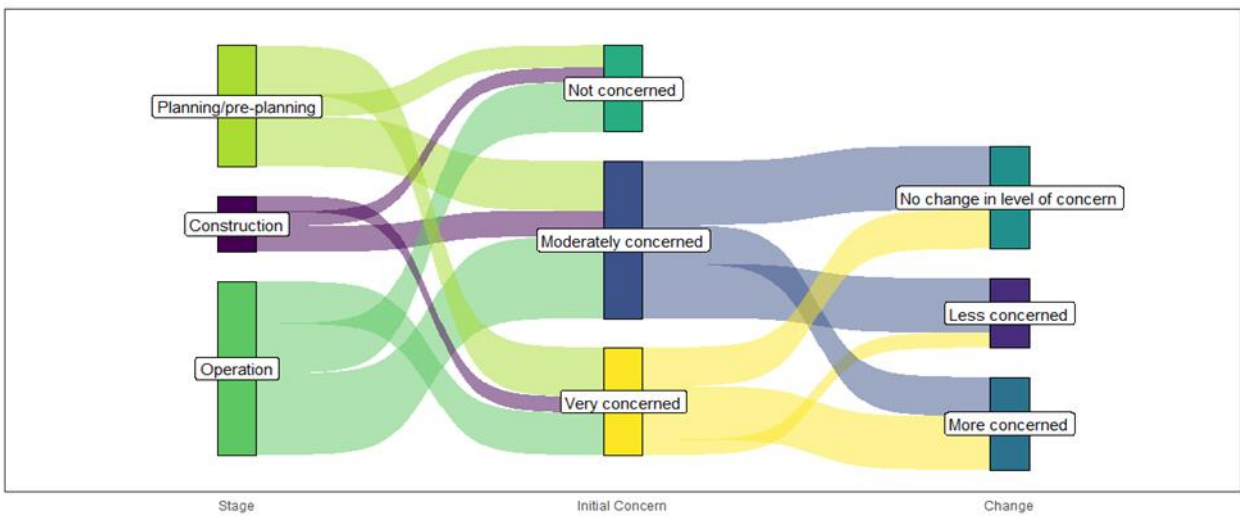 Planning/pre-planning
Construction
Operation
Not concerned
Moderately concerned
Very concerned
No change in level of concern
Less concerned
More concerned
Stage
Initial Concern
Change